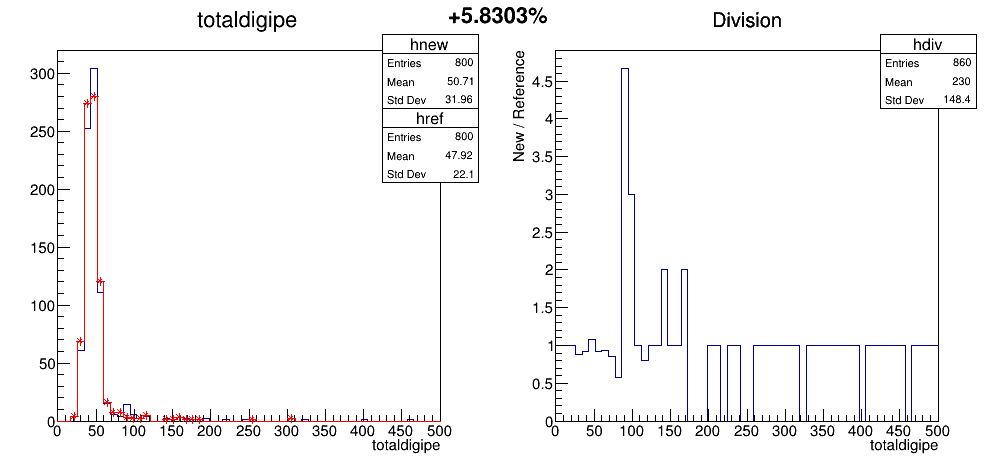 +5.8303%
totaldigipe
hnew
Entries 800
Mean 50.71
Std Dev 31.96
href
Entries 800
Mean 47.92
Std Dev 22.1
300
250
200
150
100
50
0
0 50 100 150 200 250 300 350 400 450 500
totaldigipe
Division
hdiv
Entries 860
Mean 230
Std Dev 148.4
New / Reference
4.5
4
3.5
3
2.5
2
1.5
1
0.5
0
0 50 100 150 200 250 300 350 400 450 500
totaldigipe